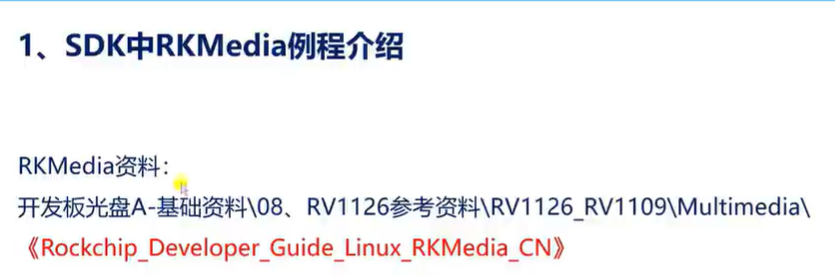 1、SDK中RKMedia例程介绍
RKMedia资料：
开发板光盘A-基础资料\08、RV1126参考资料\RV1126_RV1109\Multimedia\
《Rockchip_Developer_Guide_Linux_RKMedia_CN》